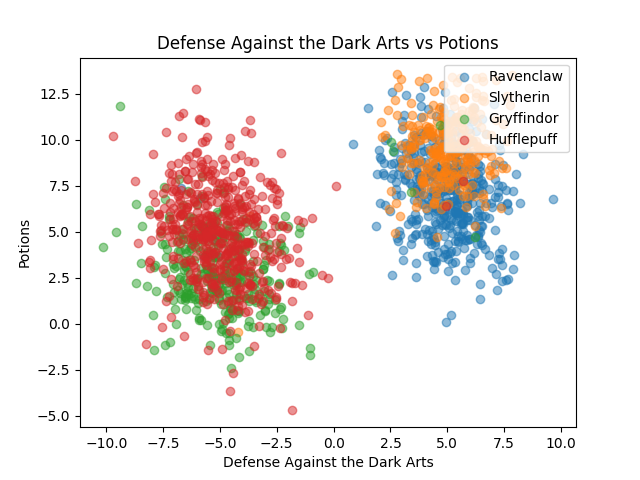 Defense Against the Dark Arts vs Potions
Ravenclaw
Slytherin
Gryffindor
Hufflepuff
12.5
10.0
7.5
5.0
2.5
0.0
−2.5
−5.0
Potions
−10.0 −7.5 −5.0 −2.5 0.0 2.5 5.0 7.5 10.0
Defense Against the Dark Arts